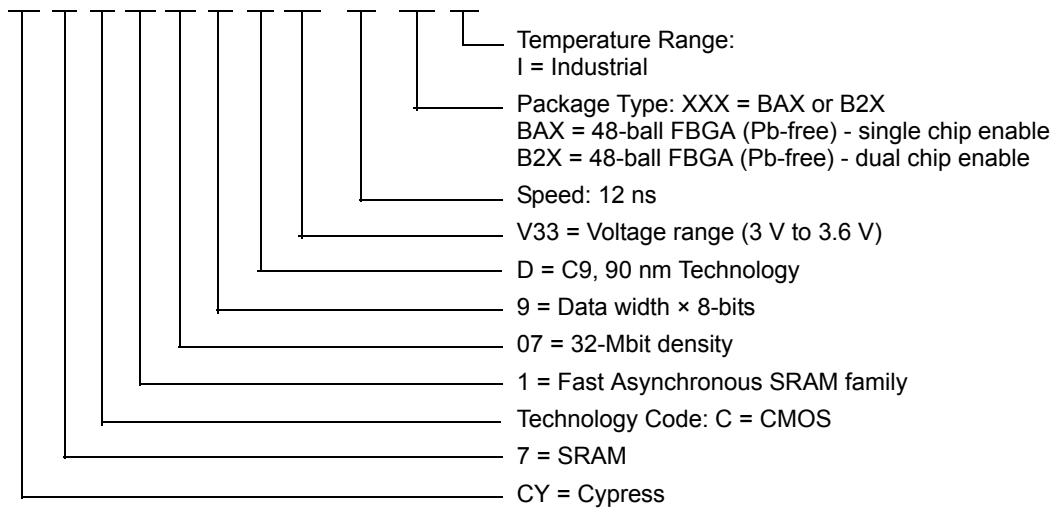 Temperature Range:
I = Industrial
Package Type: XXX = BAX or B2X
BAX = 48-ball FBGA (Pb-free) - single chip enable
B2X = 48-ball FBGA (Pb-free) - dual chip enable
Speed: 12 ns
V33 = Voltage range (3 V to 3.6 V)
D = C9, 90 nm Technology
9 = Data width × 8-bits
07 = 32-Mbit density
1 = Fast Asynchronous SRAM family
Technology Code: C = CMOS
7 = SRAM
CY = Cypress